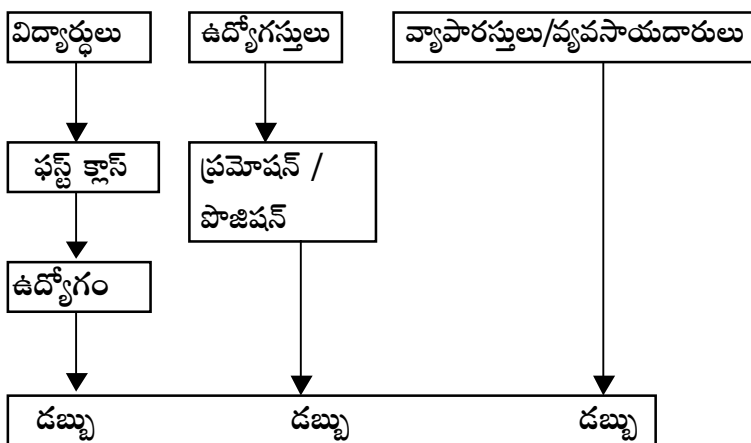 విద్యార్థులు
ఉద్యోగస్తులు
వ్యాపారస్తులు/వ్యవసాయదారులు
ఫస్ట్ క్లాస్
ప్రమోషన్ /
పొజిషన్
ఉద్యోగం
డబ్బు డబ్బు డబ్బు